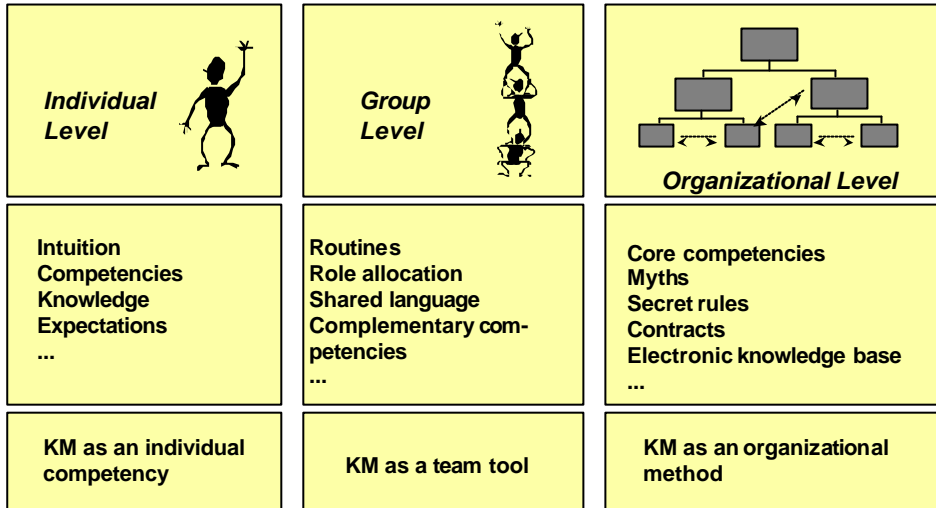 Individual
Level
Group
Level
Organizational Level
Intuition
Competencies
Knowledge
Expectations
...
Routines
Role allocation
Shared language
Complementary com-
petencies
...
Core competencies
Myths
Secret rules
Contracts
Electronic knowledge base
...
KM as an individual
competency
KM as a team tool
KM as an organizational
method